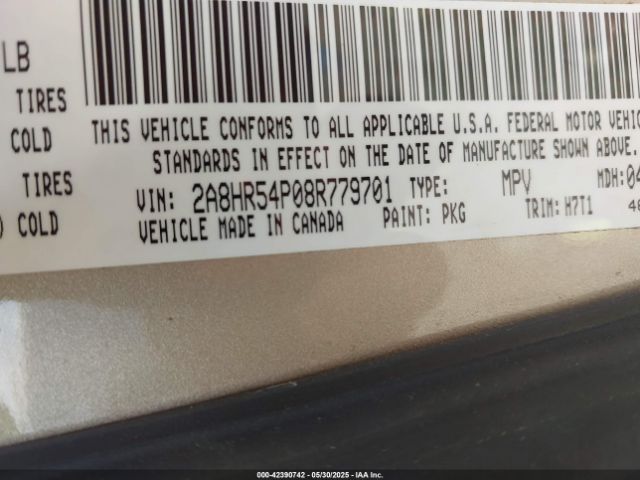 LB
TIRES
COLD
TIRES
) COLD
THIS VEHICLE CONFORMS TO ALL APPLICABLE U.S.A. FEDERAL MOTOR VEHIC
STANDARDS IN EFFECT ON THE DATE OF MANUFACTURE SHOWN ABOVE.
VIN: 2A8HR54P08R779701 TYPE: MPV MDH: 04
VEHICLE MADE IN CANADA PAINT: PKG TRIM: H7T1 48
000-42390742 - 05/30/2025 - IAA Inc.